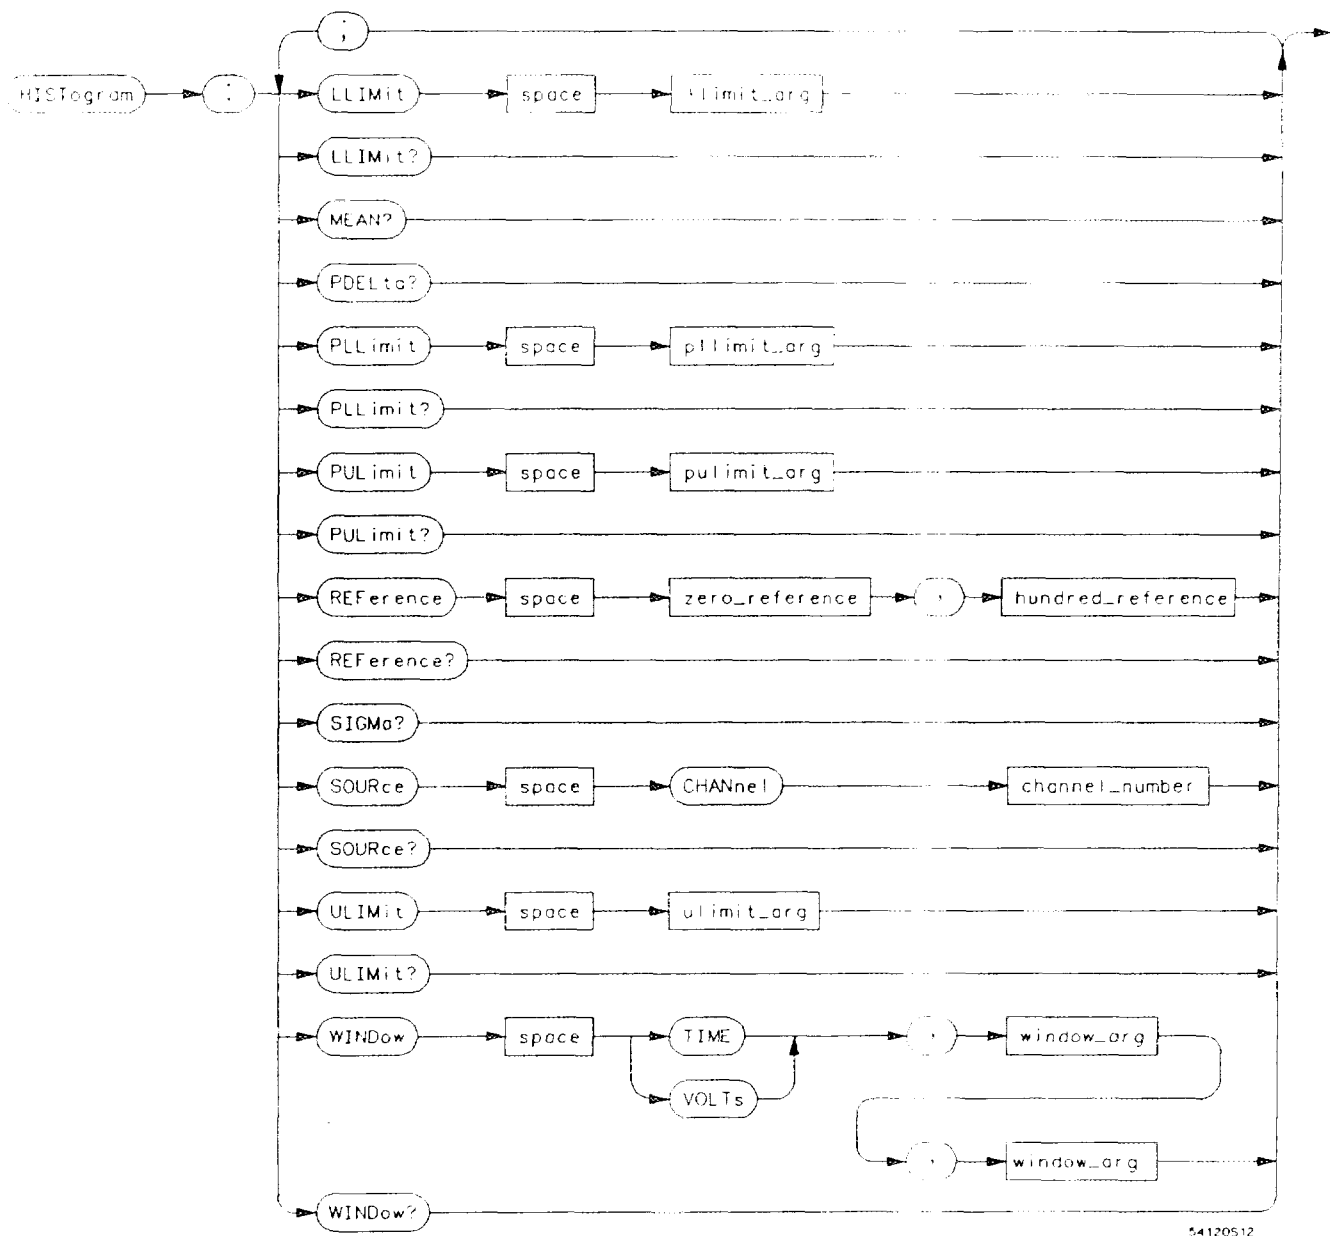 ;
HISTogram : LLIMit space llimit_arg
LLIMit?
MEAN?
PDELta?
PLLimit space pllimit_arg
PLLimit?
PULimit space pulimit_arg
PULimit?
REFerence space zero_reference , hundred_reference
REFerence?
SIGMa?
SOURce space CHANnel channel_number
SOURce?
ULIMit space ulimit_arg
ULIMit?
WINDow space TIME , window_arg
VOLTs
, window_arg
WINDow?
54120512